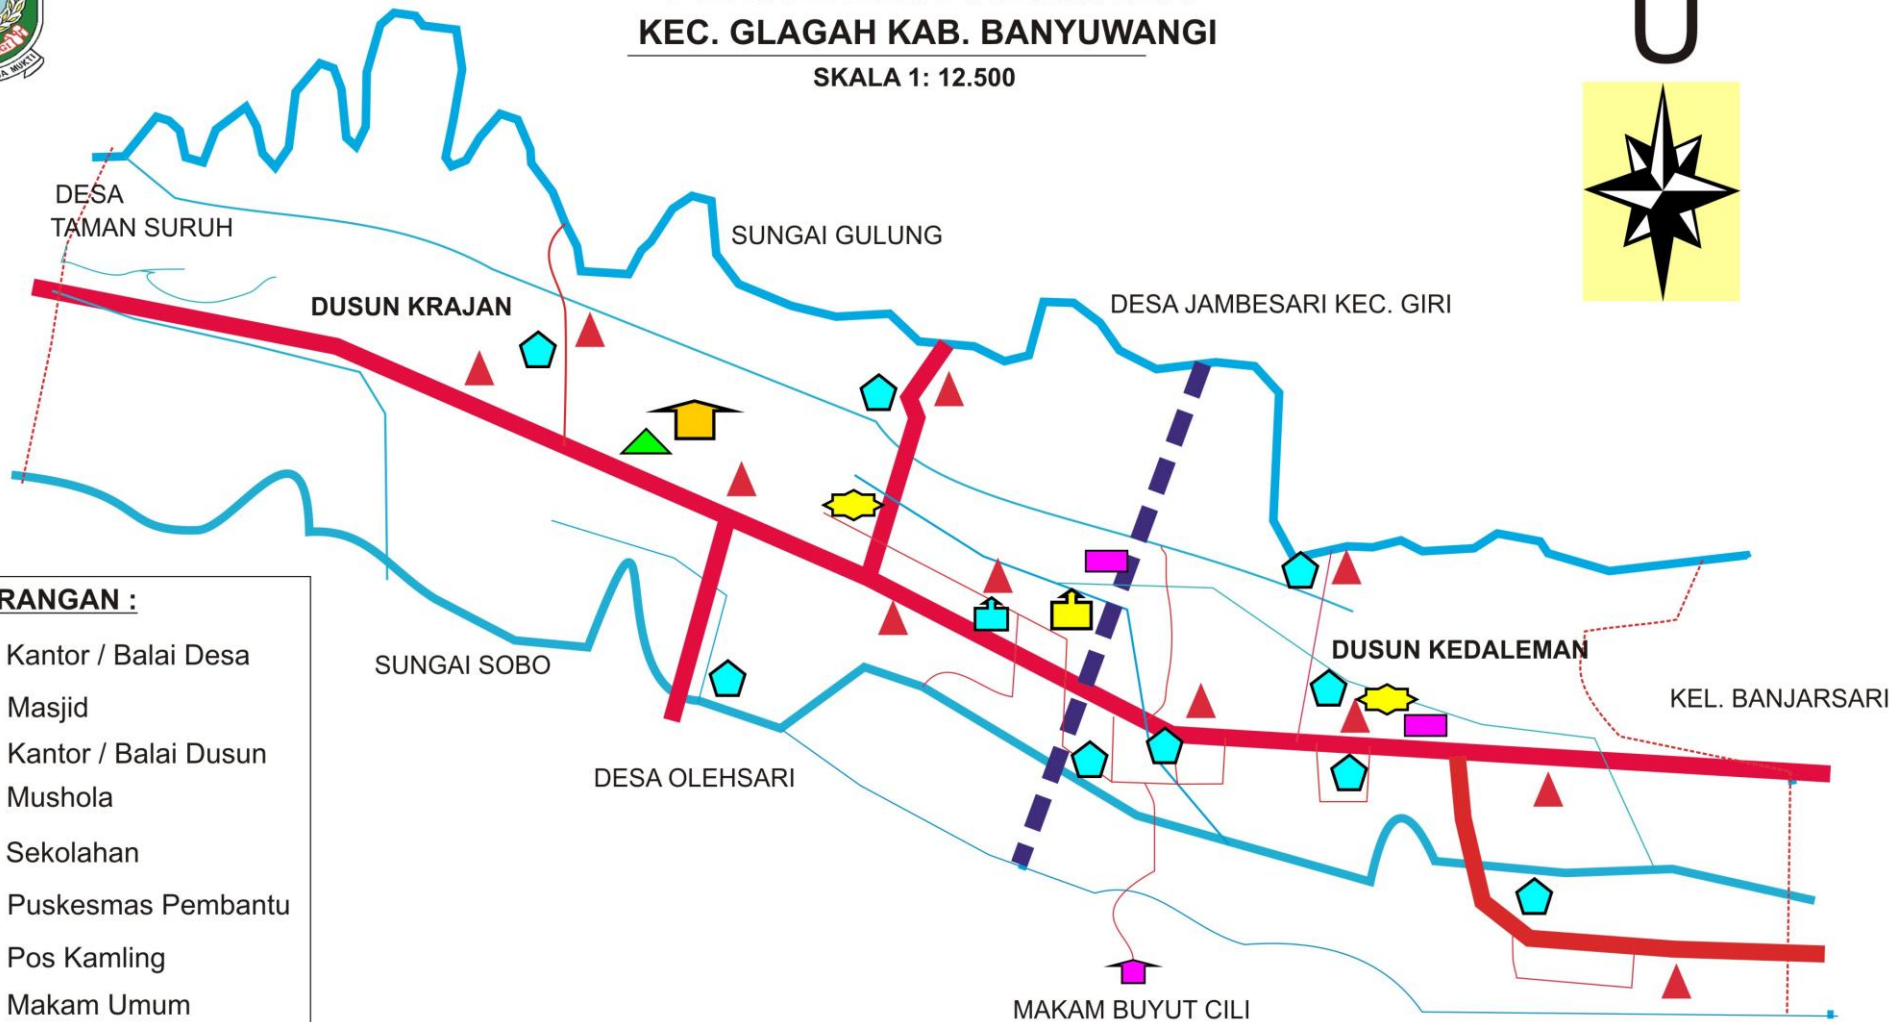 KEC. GLAGAH KAB. BANYUWANGI
SKALA 1: 12.500
U
DESA
TAMAN SURUH
SUNGAI GULUNG
DUSUN KRAJAN
DESA JAMBESARI KEC. GIRI
RANGAN :
Kantor / Balai Desa
Masjid
Kantor / Balai Dusun
Mushola
Sekolahan
Puskesmas Pembantu
Pos Kamling
Makam Umum
SUNGAI SOBO
DUSUN KEDALEMAN
KEL. BANJARSARI
DESA OLEHSARI
MAKAM BUYUT CILI